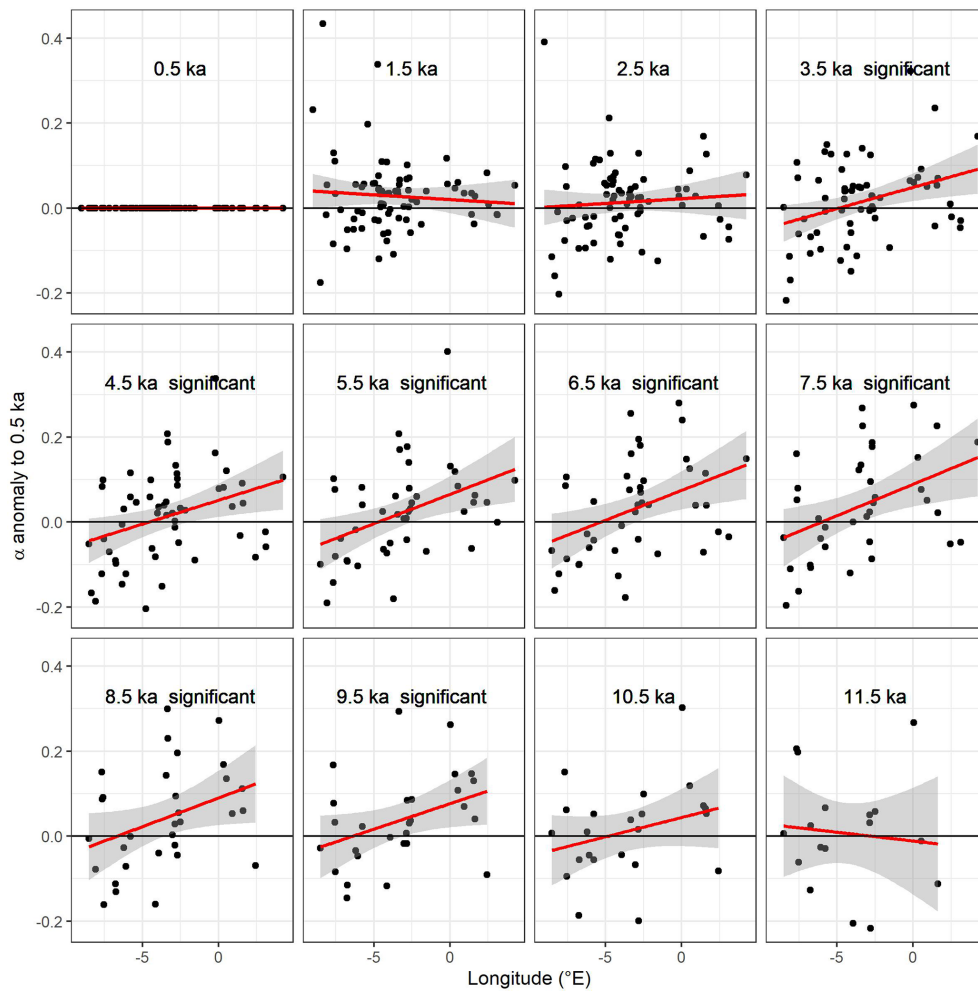 0.4
0.5 ka
1.5 ka
2.5 ka
3.5 ka significant
0.2
0.0
-0.2
0.4
4.5 ka significant
5.5 ka significant
6.5 ka significant
7.5 ka significant
0.2
0.0
-0.2
α anomaly to 0.5 ka
0.4
8.5 ka significant
9.5 ka significant
10.5 ka
11.5 ka
0.2
0.0
-0.2
-5 0 -5 0 -5 0 -5 0
Longitude (°E)